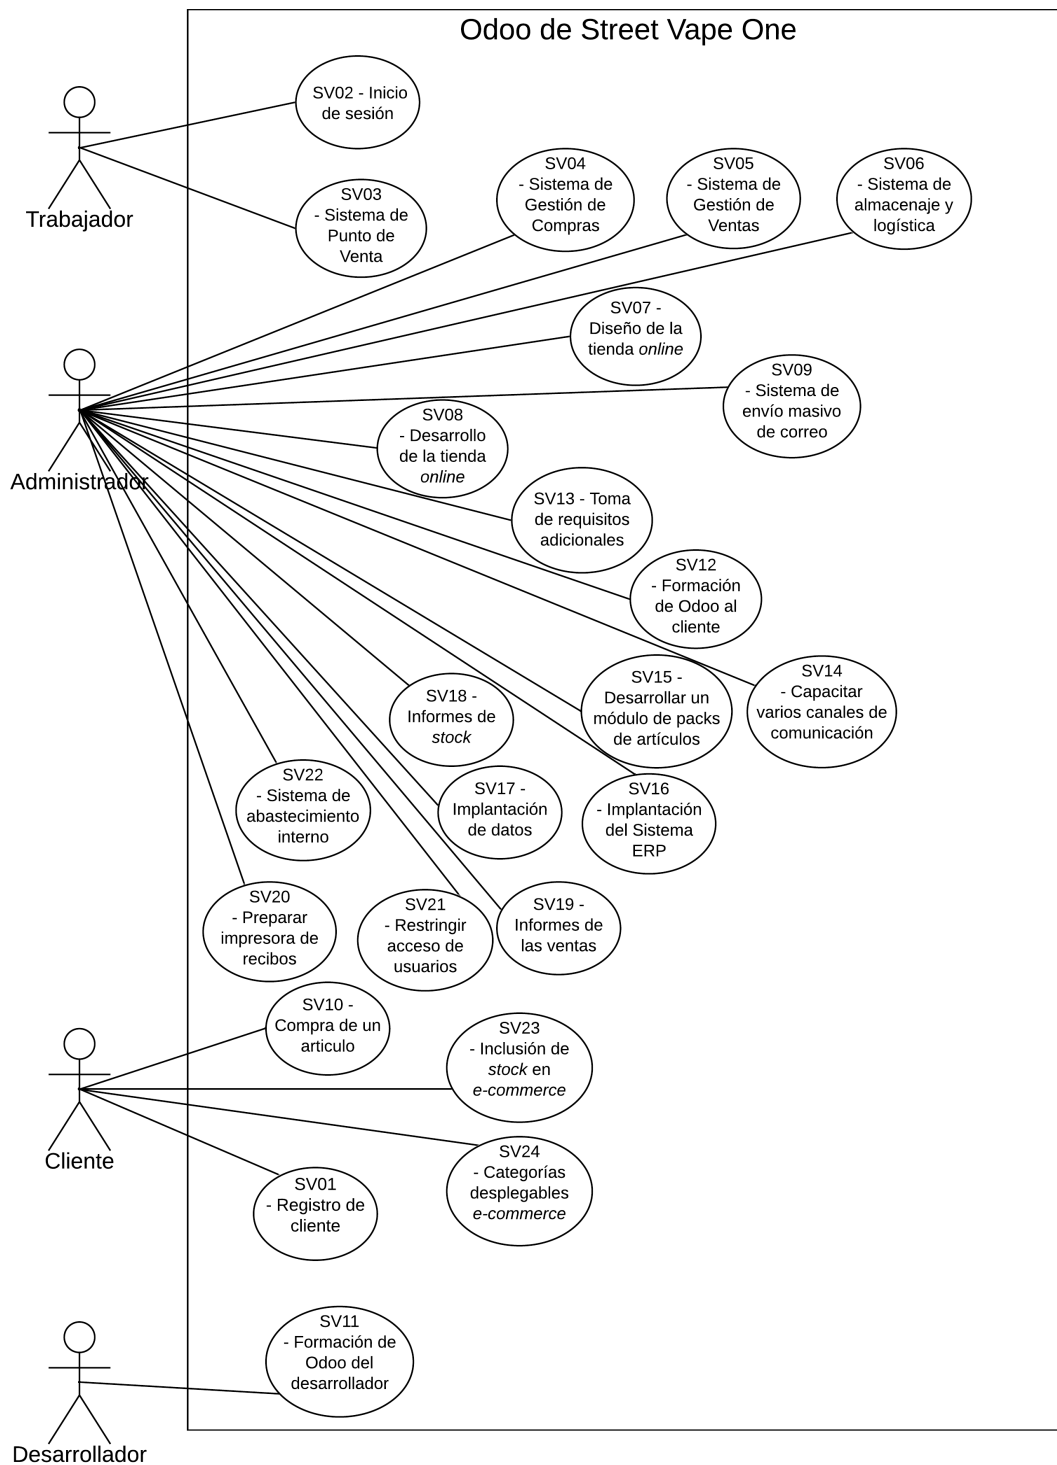 Odoo de Street Vape One
SV02 - Inicio
de sesión
SV03
- Sistema de
Punto de
Venta
Trabajador
SV04
- Sistema de
Gestión de
Compras
SV05
- Sistema de
Gestión de
Ventas
SV06
- Sistema de
almacenaje y
logística
SV07 -
Diseño de la
tienda online
SV09
- Sistema de
envío masivo
de correo
SV08
- Desarrollo
de la tienda
online
Administrador
SV13 - Toma
de requisitos
adicionales
SV12
- Formación
de Odoo al
cliente
SV14
- Capacitar
varios canales de
comunicación
SV15 -
Desarrollar un
módulo de packs
de artículos
SV18 -
Informes de
stock
SV22
- Sistema de
abastecimiento
interno
SV17 -
Implantación
de datos
SV16
- Implantación
del Sistema
ERP
SV20
- Preparar
impresora de
recibos
SV21
- Restringir
acceso de
usuarios
SV19 -
Informes de
las ventas
SV10 -
Compra de un
articulo
SV23
- Inclusión de
stock en
e-commerce
Cliente
SV24
- Categorías
desplegables
e-commerce
SV01
- Registro de
cliente
SV11
- Formación de
Odoo del
desarrollador
Desarrollador